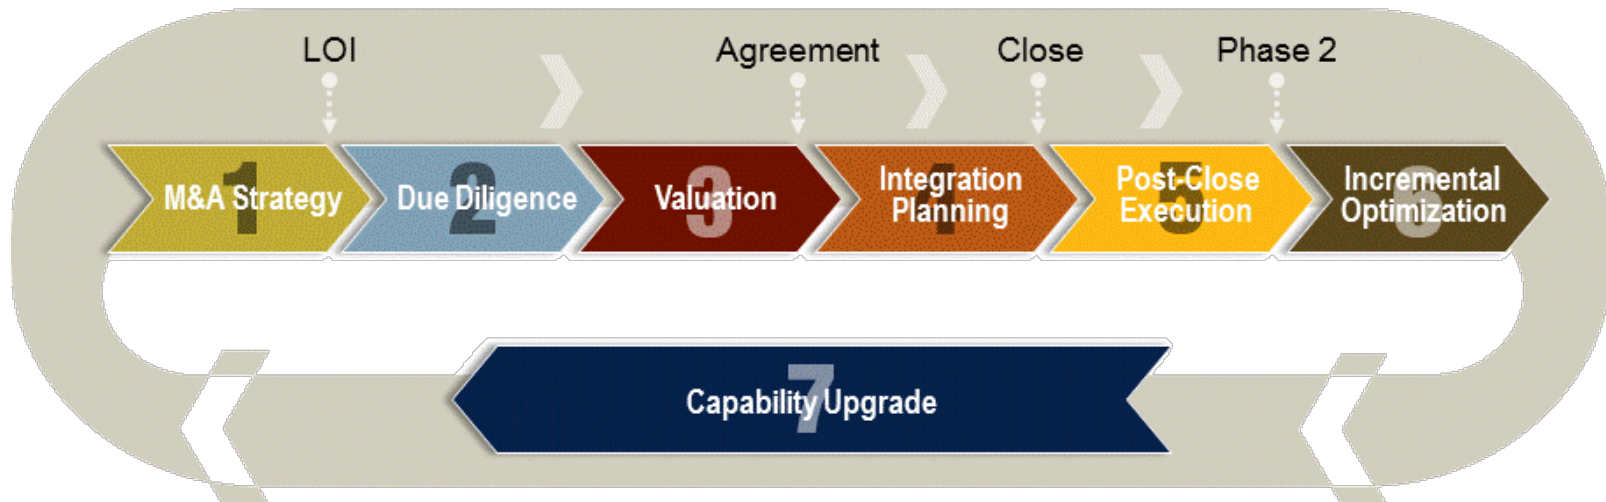 LOI
Agreement
Close
Phase 2
1
M&A Strategy
2
Due Diligence
3
Valuation
4
Integration
Planning
5
Post-Close
Execution
6
Incremental
Optimization
7
Capability Upgrade